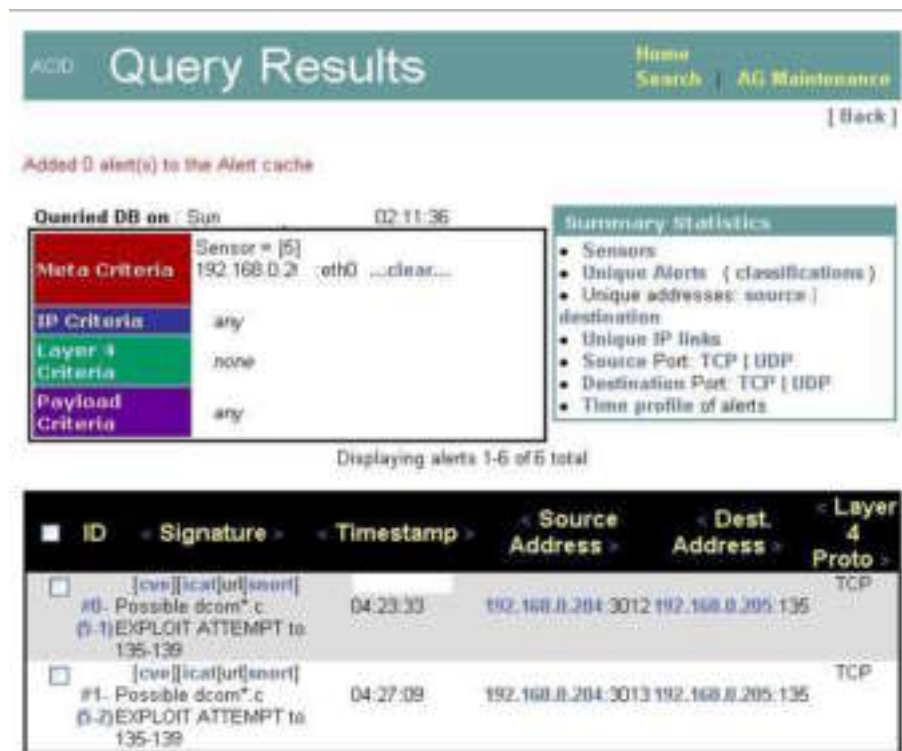 ACID Query Results
Home
Search | AG Maintenance
[ Back ]
Added 0 alert(s) to the Alert cache
Queried DB on : Sun 02:11:36
Meta Criteria
Sensor = [5]
192.168.0.2 :eth0 ...clear...
IP Criteria any
Layer 4 Criteria none
Payload Criteria any
Summary Statistics
• Sensors
• Unique Alerts ( classifications )
• Unique addresses: source |
destination
• Unique IP links
• Source Port: TCP | UDP
• Destination Port: TCP | UDP
• Time profile of alerts
Displaying alerts 1-6 of 6 total
ID < Signature > < Timestamp > < Source Address > < Dest. Address > < Layer 4 Proto >
[cve][icat][url][snort]
#0- Possible dcom*.c 04:23:33 192.168.0.204:3012 192.168.0.205:135 TCP
(5-1) EXPLOIT ATTEMPT to
135-139
[cve][icat][url][snort]
#1- Possible dcom*.c 04:27:09 192.168.0.204:3013 192.168.0.205:135 TCP
(5-2) EXPLOIT ATTEMPT to
135-139